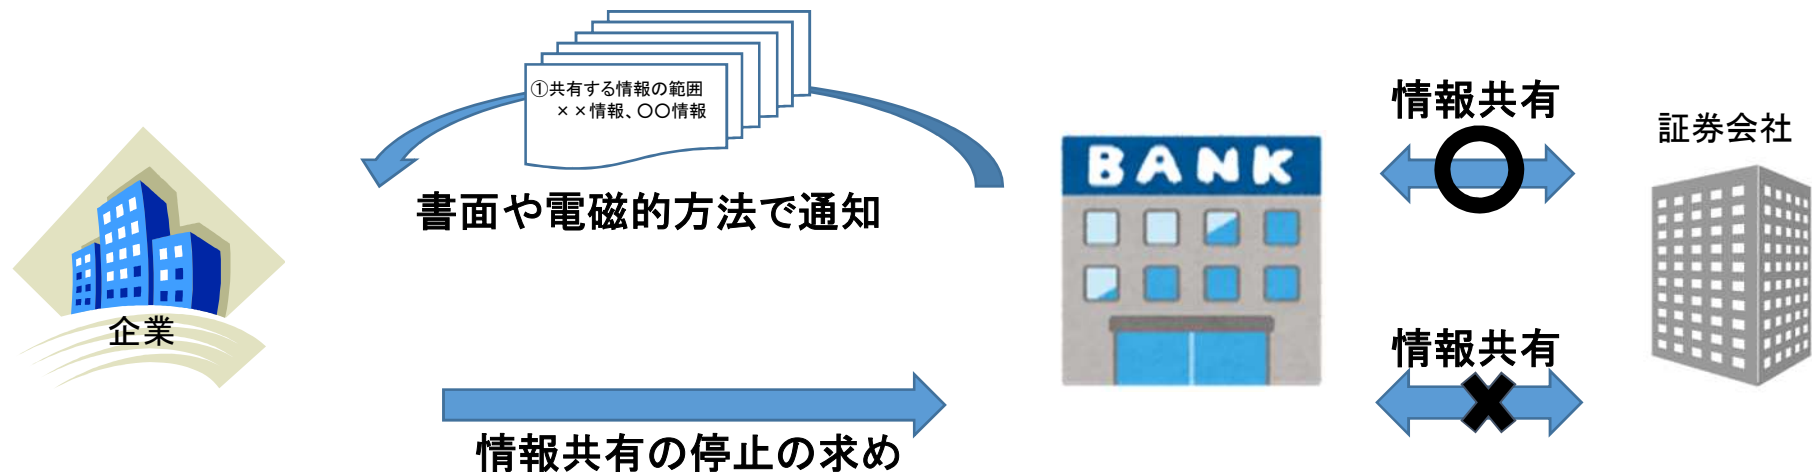 ①共有する情報の範囲
××情報、〇〇情報
書面や電磁的方法で通知
企業
BANK
情報共有
証券会社
情報共有
情報共有の停止の求め